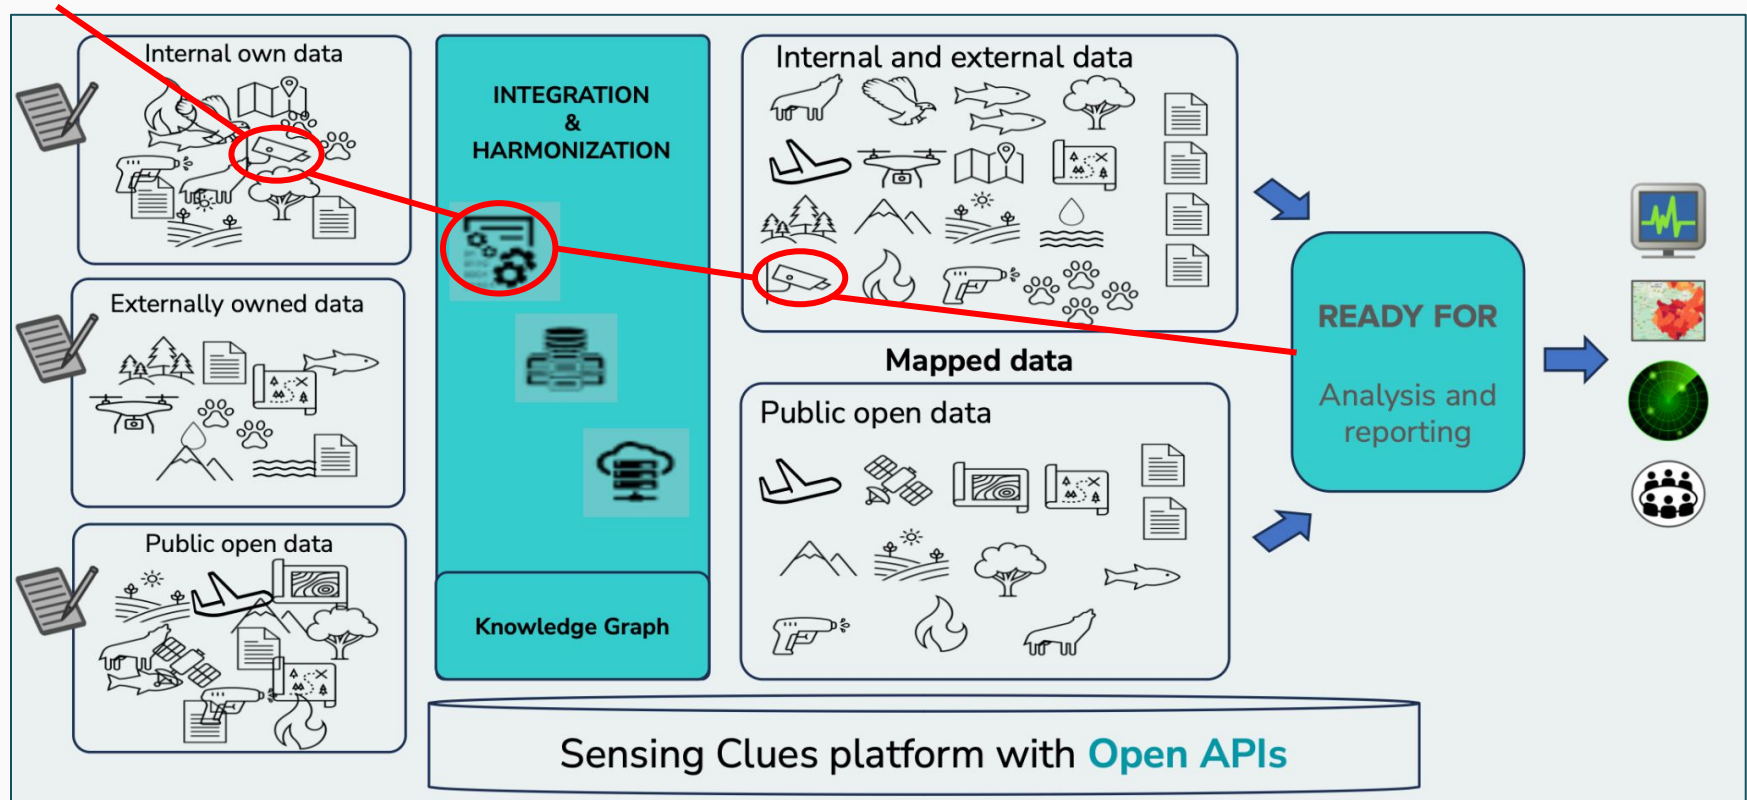 Internal own data
Externally owned data
Public open data
INTEGRATION
&
HARMONIZATION
Knowledge Graph
Internal and external data
Mapped data
Public open data
READY FOR
Analysis and
reporting
Sensing Clues platform with Open APIs